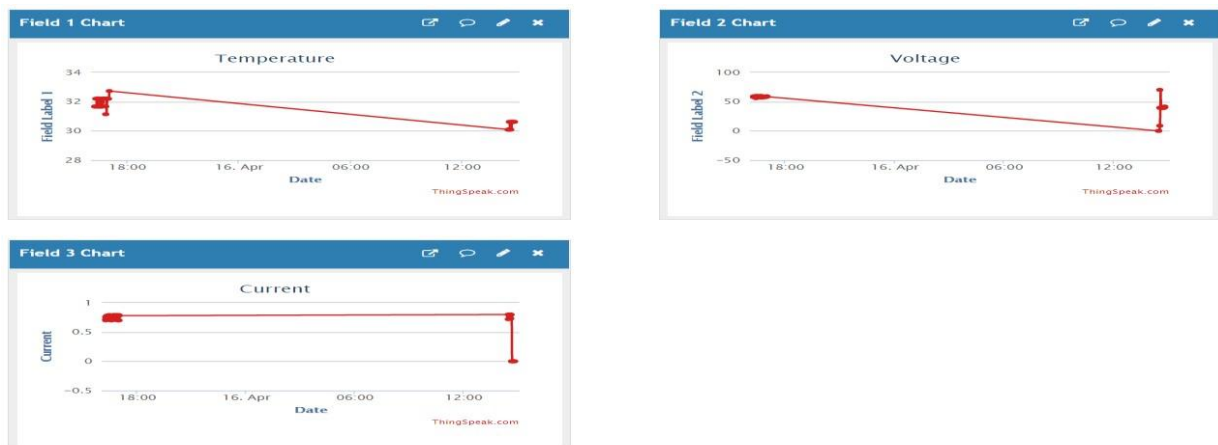 Field 1 Chart
Temperature
Field Label 1
34
32
30
28
18:00 16. Apr 06:00 12:00
Date
ThingSpeak.com
Field 2 Chart
Voltage
Field Label 2
100
50
0
-50
18:00 16. Apr 06:00 12:00
Date
ThingSpeak.com
Field 3 Chart
Current
Current
1
0.5
0
-0.5
18:00 16. Apr 06:00 12:00
Date
ThingSpeak.com